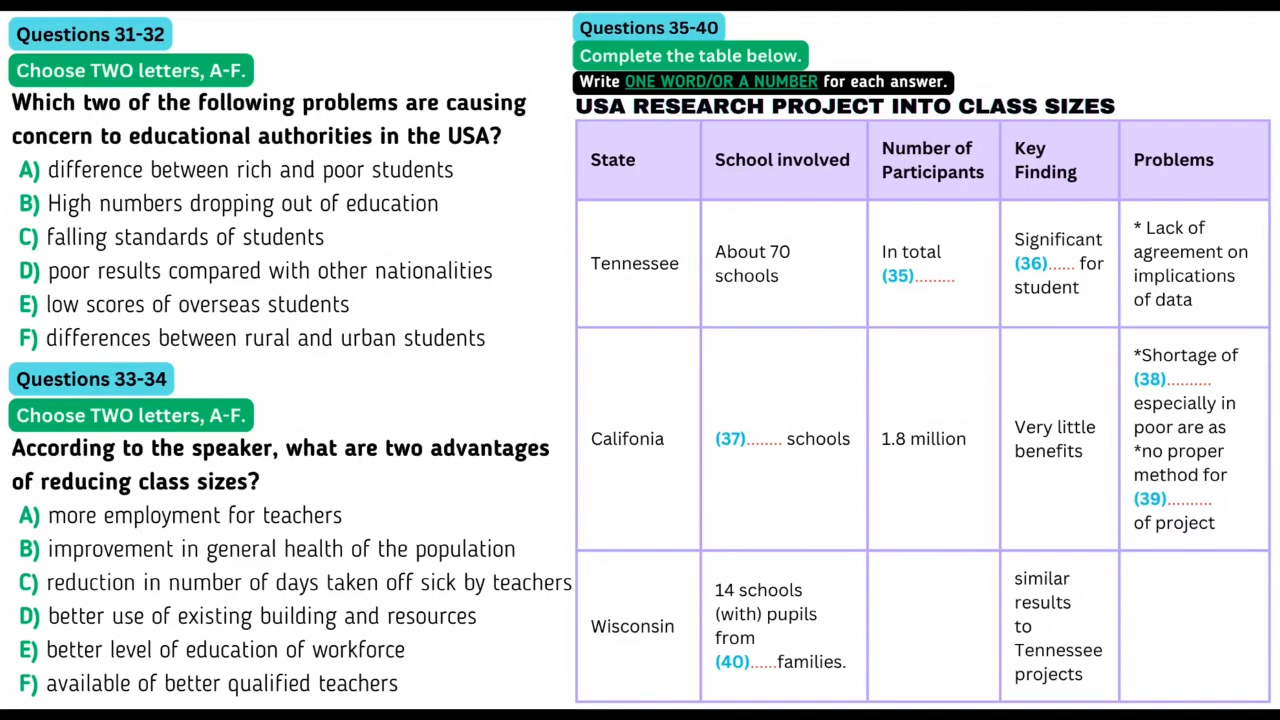 Questions 31-32
Choose TWO letters, A-F.
Which two of the following problems are causing
concern to educational authorities in the USA?
A) difference between rich and poor students
B) High numbers dropping out of education
C) falling standards of students
D) poor results compared with other nationalities
E) low scores of overseas students
F) differences between rural and urban students
Questions 33-34
Choose TWO letters, A-F.
According to the speaker, what are two advantages
of reducing class sizes?
A) more employment for teachers
B) improvement in general health of the population
C) reduction in number of days taken off sick by teachers
D) better use of existing building and resources
E) better level of education of workforce
F) available of better qualified teachers
Questions 35-40
Complete the table below.
Write ONE WORD/OR A NUMBER for each answer.
USA RESEARCH PROJECT INTO CLASS SIZES
State
School involved
Number of
Participants
Key
Finding
Problems
Tennessee
About 70
schools
In total
(35).........
Significant
(36)...... for
student
* Lack of
agreement on
implications
of data
Califonia
(37)........ schools
1.8 million
Very little
benefits
*Shortage of
(38)..........
especially in
poor are as
*no proper
method for
(39)..........
of project
Wisconsin
14 schools
(with) pupils
from
(40)......families.
similar
results
to
Tennessee
projects